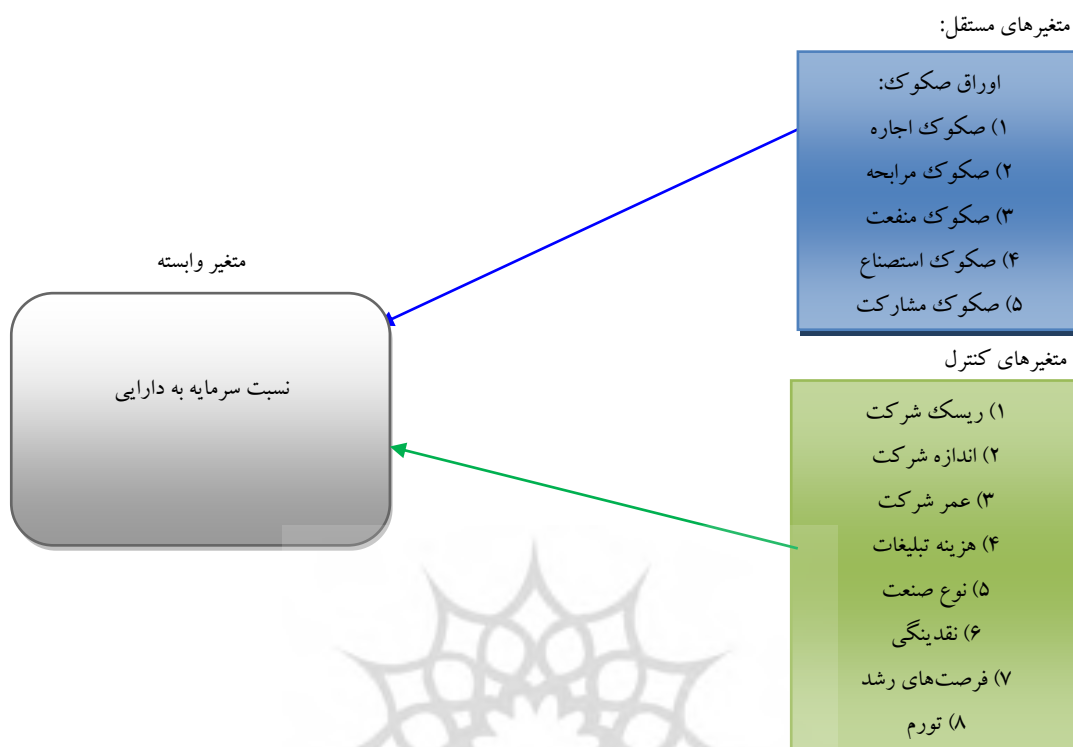 متغیرهای مستقل:
اوراق صکوک:
۱) صکوک اجاره
۲) صکوک مرابحه
۳) صکوک منفعت
۴) صکوک استصناع
۵) صکوک مشارکت
متغیر وابسته
نسبت سرمایه به دارایی
متغیرهای کنترل
۱) ریسک شرکت
۲) اندازه شرکت
۳) عمر شرکت
۴) هزینه تبلیغات
۵) نوع صنعت
۶) نقدینگی
۷) فرصت‌های رشد
۸) تورم